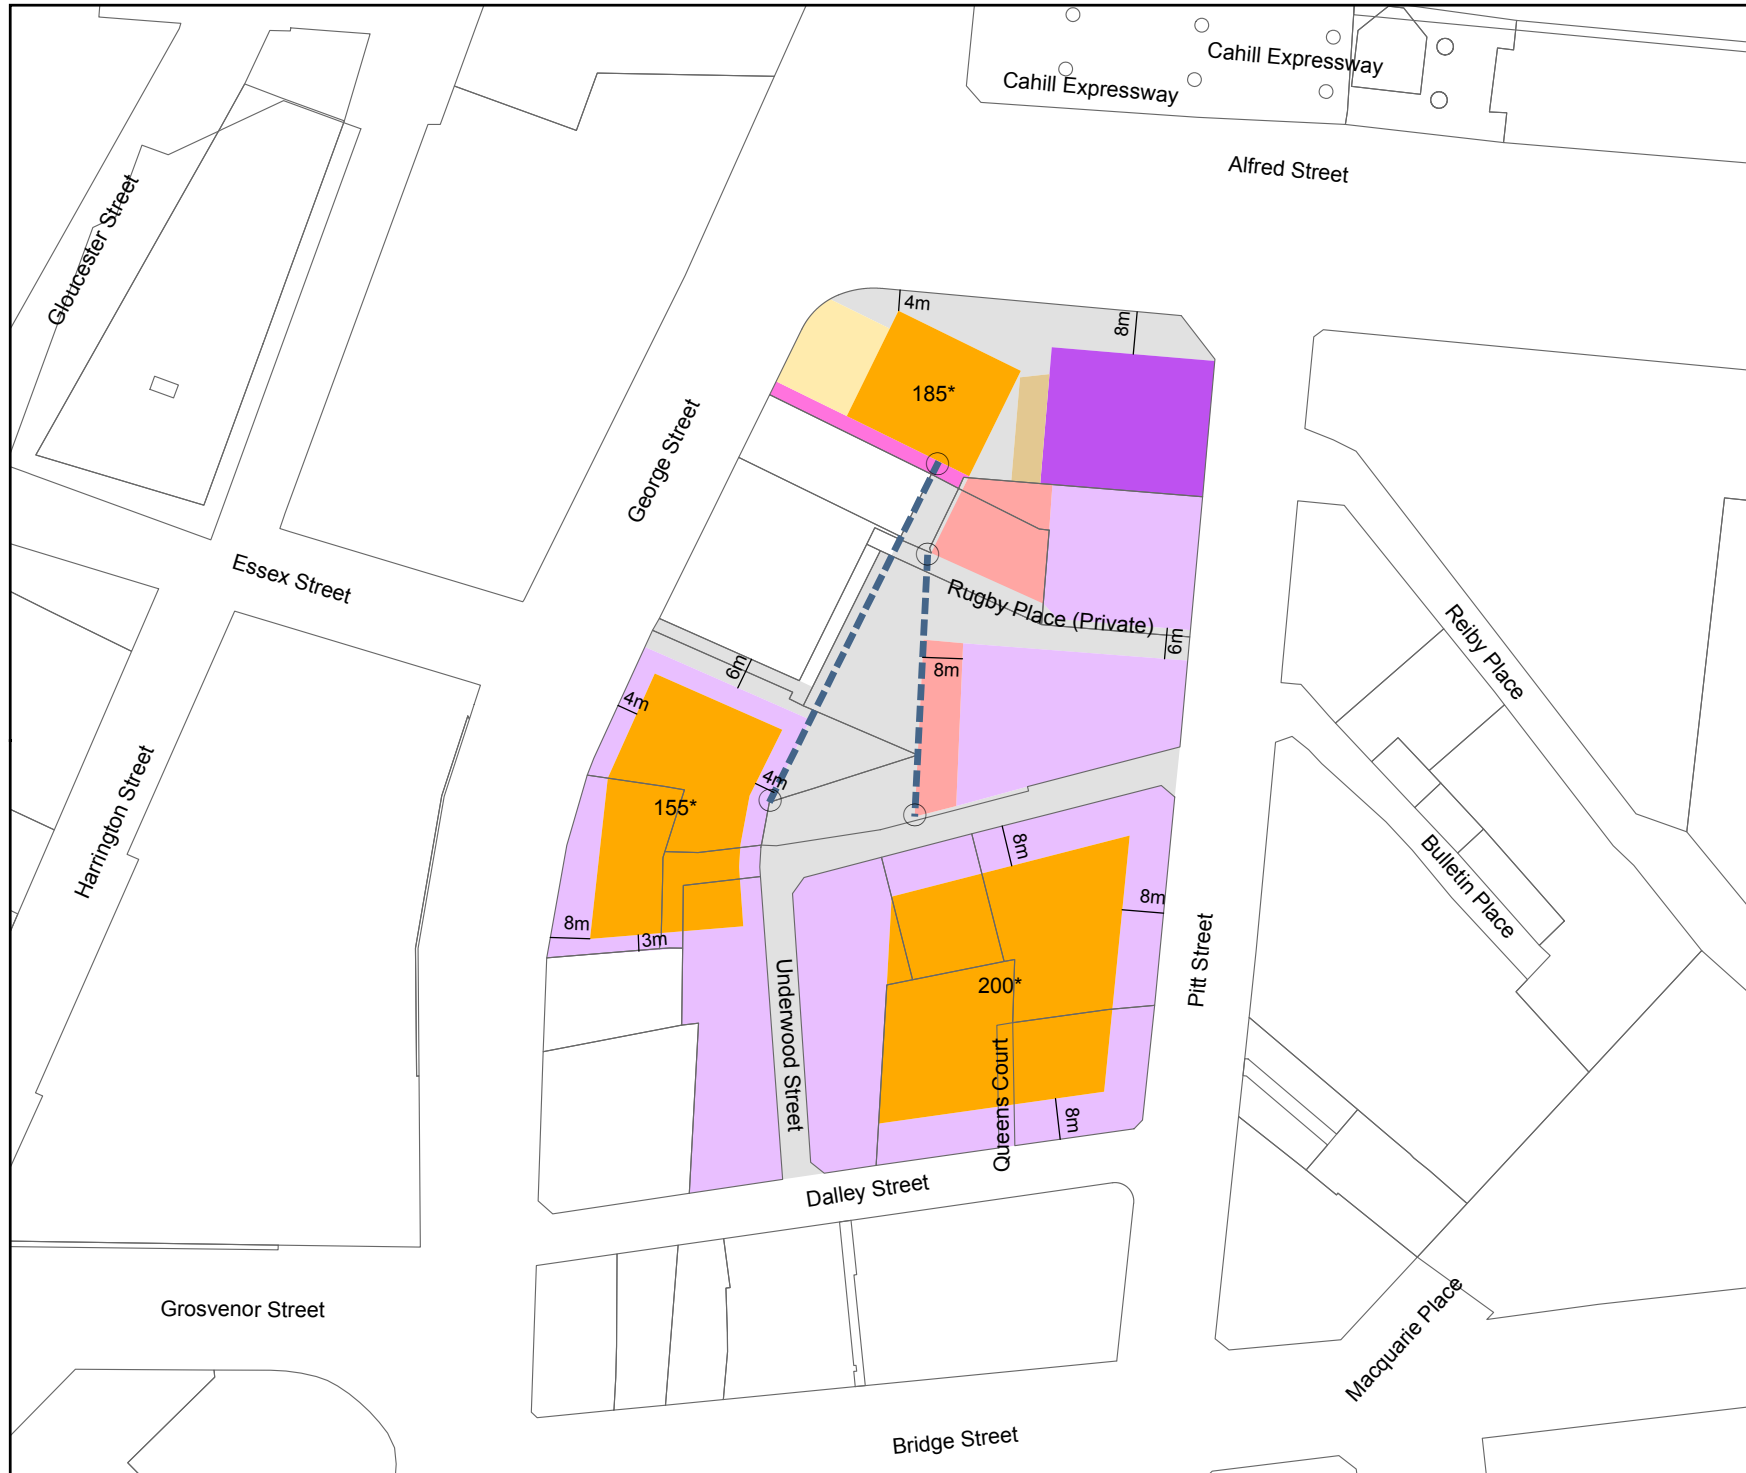 Cahill Expressway
Cahill Expressway
Alfred Street
Gloucester Street
4m
8m
185*
George Street
Essex Street
Rugby Place (Private)
6m
Reiby Place
6m
8m
4m
4m
155*
Harrington Street
8m
Bulletin Place
8m
8m
3m
Pitt Street
Underwood Street
200*
Queens Court
8m
Dalley Street
Grosvenor Street
Macquarie Place
Bridge Street